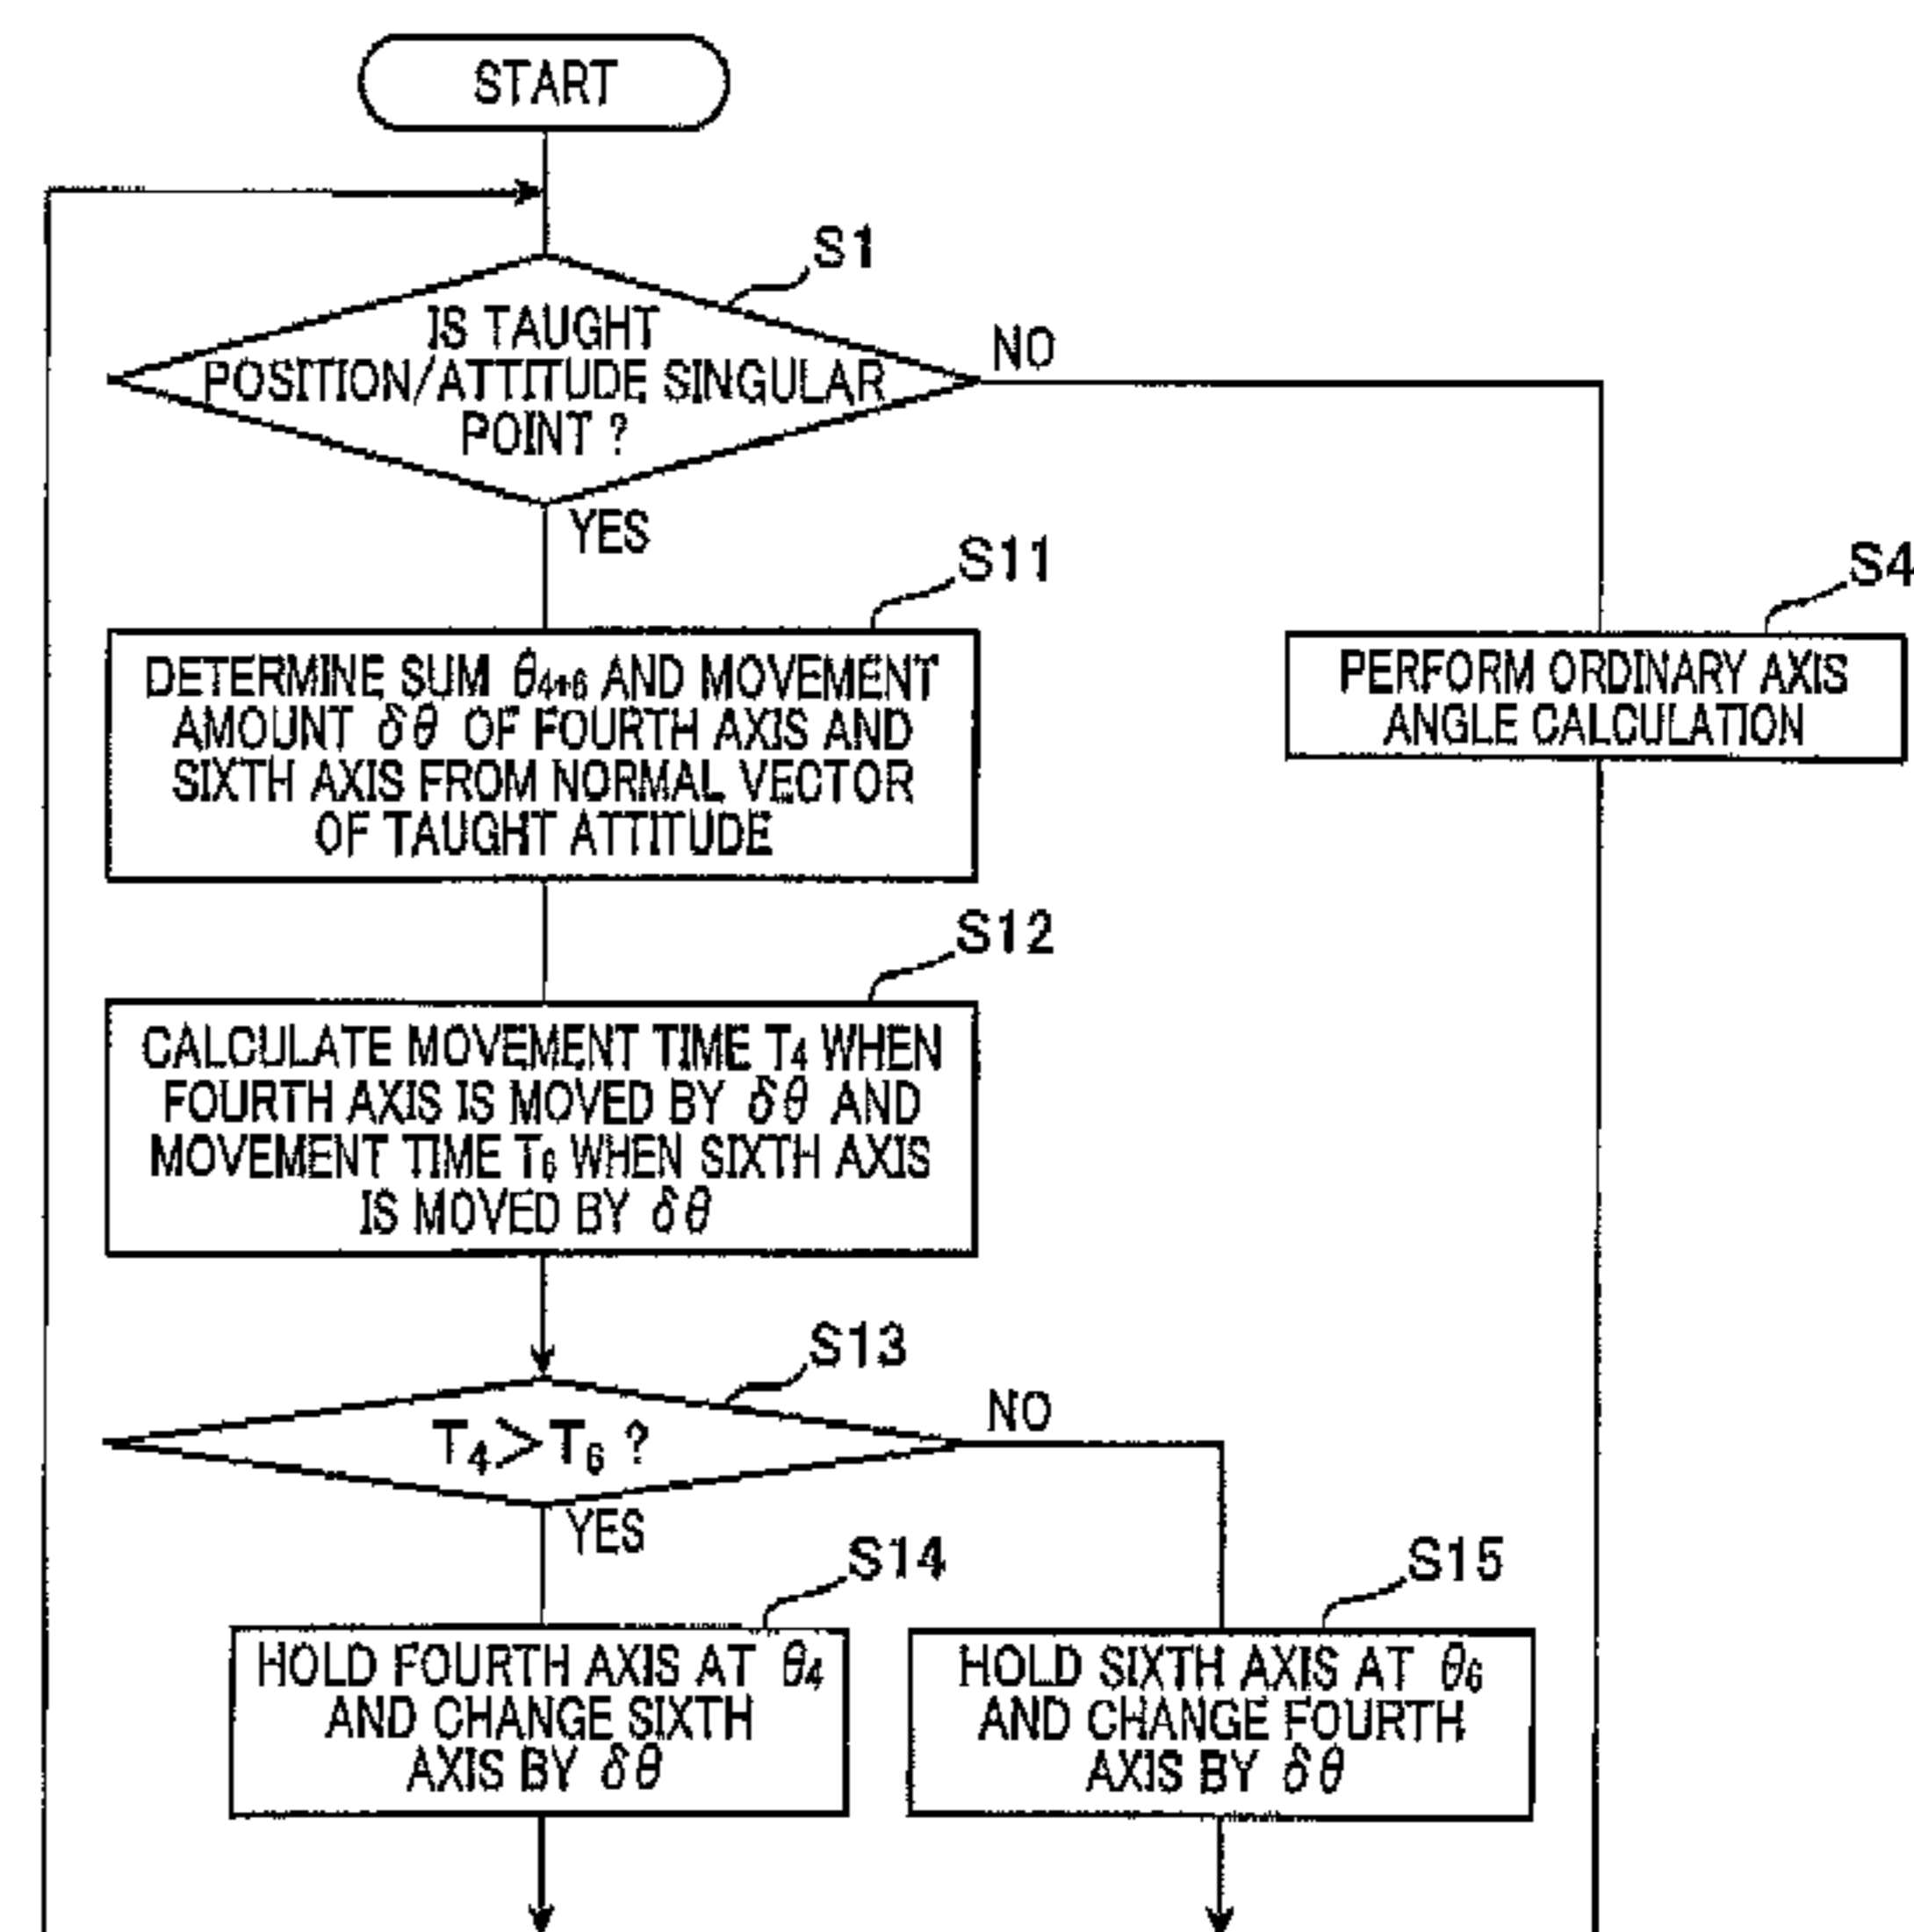 START
S1
IS TAUGHT
POSITION/ATTITUDE SINGULAR
POINT ?
NO
YES
S11
DETERMINE SUM θ4+6 AND MOVEMENT
AMOUNT δθ OF FOURTH AXIS AND
SIXTH AXIS FROM NORMAL VECTOR
OF TAUGHT ATTITUDE
S4
PERFORM ORDINARY AXIS
ANGLE CALCULATION
S12
CALCULATE MOVEMENT TIME T4 WHEN
FOURTH AXIS IS MOVED BY δθ AND
MOVEMENT TIME T6 WHEN SIXTH AXIS
IS MOVED BY δθ
S13
T4>T6 ?
NO
YES
S14
HOLD FOURTH AXIS AT θ4
AND CHANGE SIXTH
AXIS BY δθ
S15
HOLD SIXTH AXIS AT θ6
AND CHANGE FOURTH
AXIS BY δθ